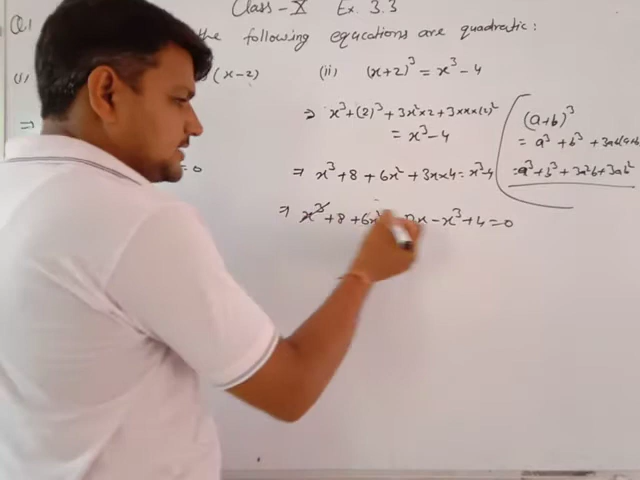 Class-X Ex. 3.3
Q1 the following equations are quadratic:
(i) (x-2) (ii) (x+2)³ = x³-4
⇒ x³+(2)³+3x²×2+3×x×(2)²
= x³-4
⇒ =0 ⇒ x³+8+6x²+3x×4=x³-4
⇒ x³+8+6x² x-x³+4=0
(a+b)³
= a³+b³+3ab(a+b)
=a³+b³+3a²b+3ab²